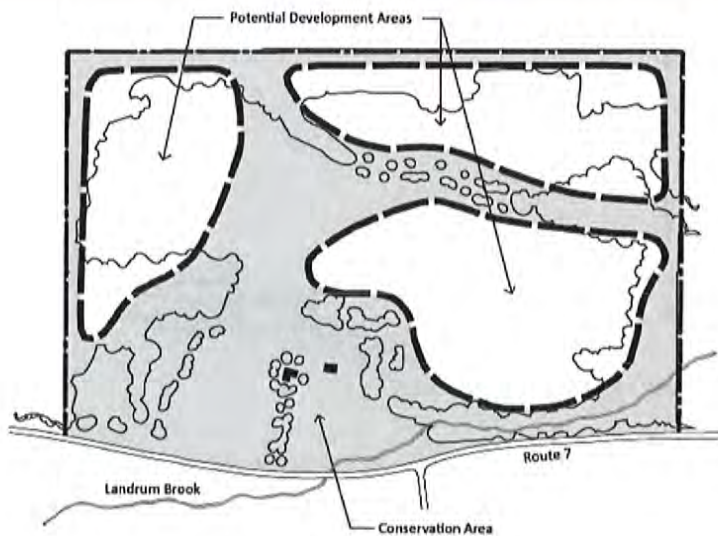 Potential Development Areas
Route 7
Landrum Brook
Conservation Area